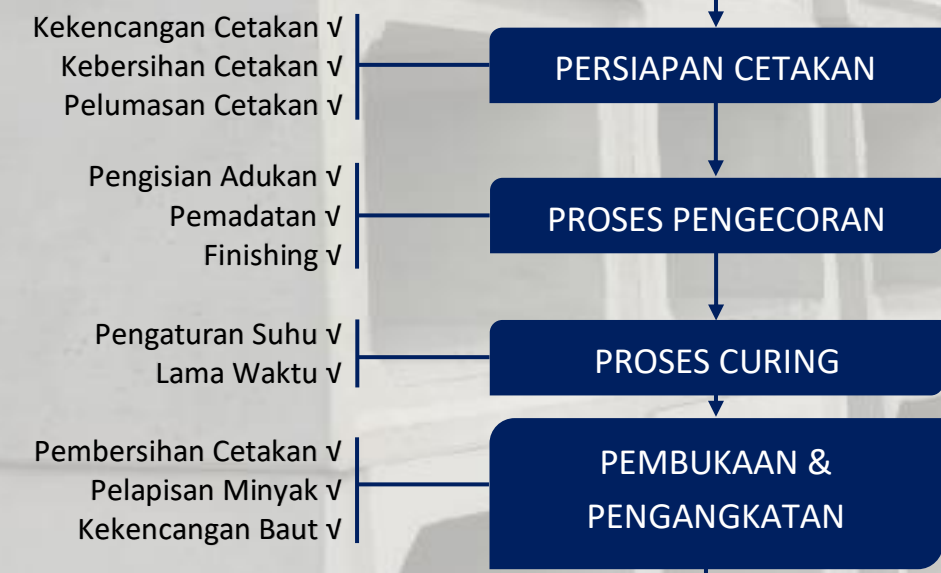 Kekencangan Cetakan √
Kebersihan Cetakan √
Pelumasan Cetakan √
PERSIAPAN CETAKAN
Pengisian Adukan √
Pemadatan √
Finishing √
PROSES PENGECORAN
Pengaturan Suhu √
Lama Waktu √
PROSES CURING
Pembersihan Cetakan √
Pelapisan Minyak √
Kekencangan Baut √
PEMBUKAAN &
PENGANGKATAN